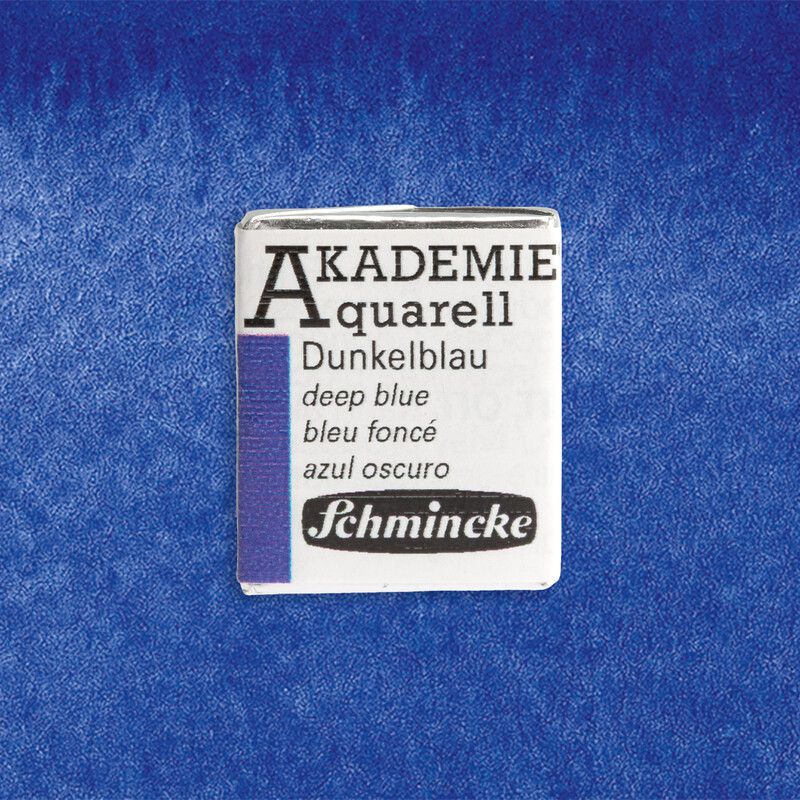 AKADEMIE
Aquarell
Dunkelblau
deep blue
bleu foncé
azul oscuro
Schmincke